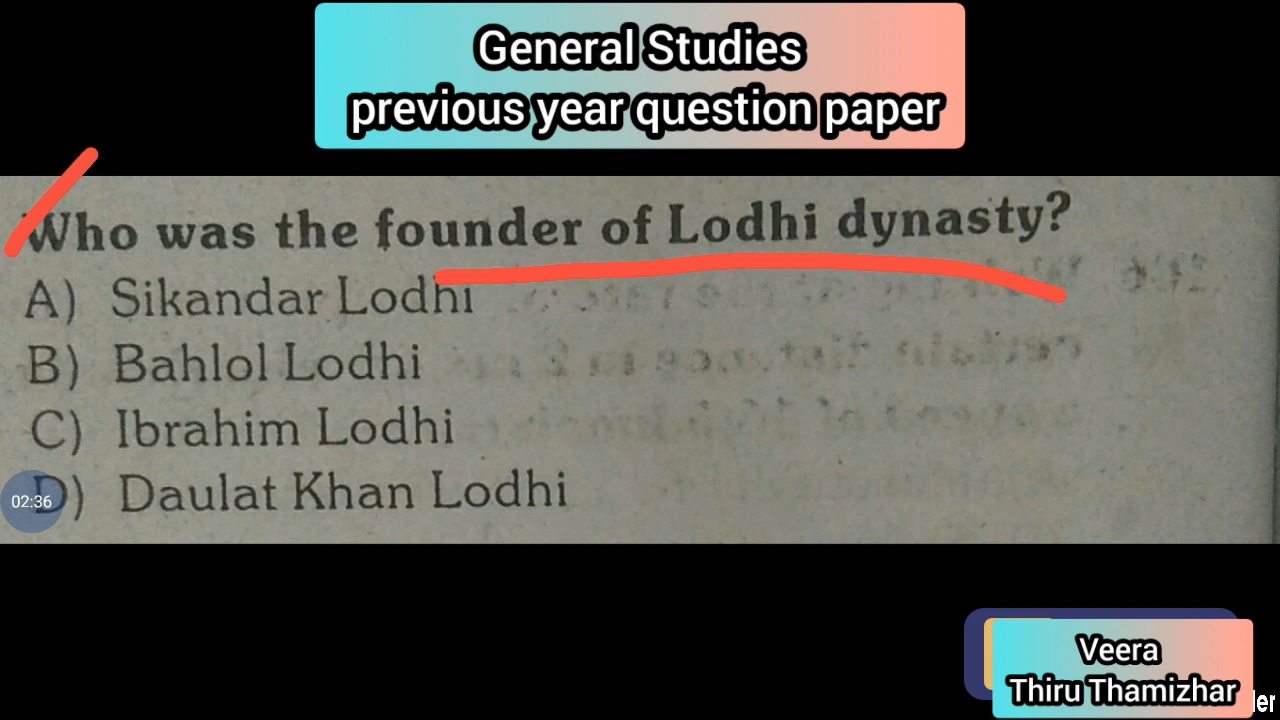 General Studies
previous year question paper
Who was the founder of Lodhi dynasty?
A) Sikandar Lodhi
B) Bahlol Lodhi
C) Ibrahim Lodhi
D) Daulat Khan Lodhi
02:36
Veera
Thiru Thamizhar